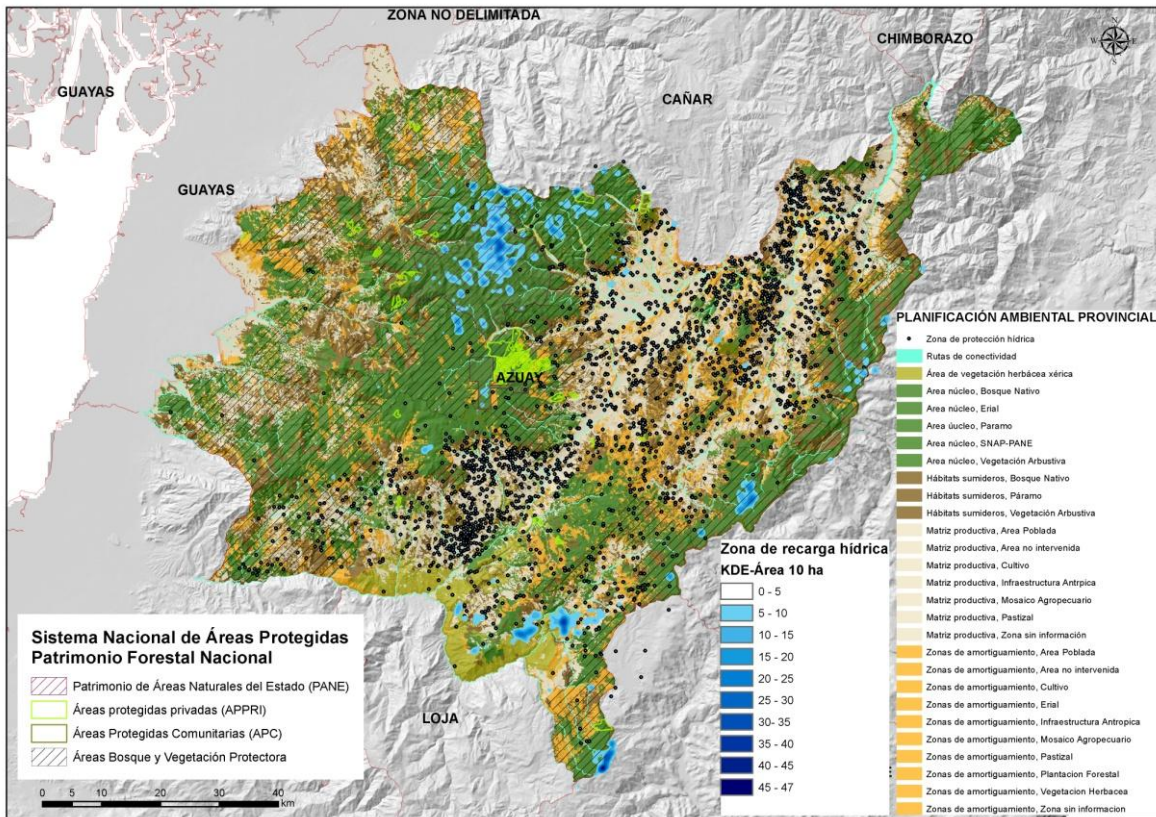 ZONA NO DELIMITADA
CHIMBORAZO
N
W
E
S
GUAYAS
CAÑAR
GUAYAS
AZUAY
LOJA
PLANIFICACIÓN AMBIENTAL PROVINCIAL
Zona de protección hídrica
Rutas de conectividad
Área de vegetación herbácea xérica
Area núcleo, Bosque Nativo
Area núcleo, Erial
Area úucleo, Paramo
Area núcleo, SNAP-PANE
Area núcleo, Vegetación Arbustiva
Hábitats sumideros, Bosque Nativo
Hábitats sumideros, Páramo
Hábitats sumideros, Vegetación Arbustiva
Matriz productiva, Area Poblada
Matriz productiva, Area no intervenida
Matriz productiva, Cultivo
Matriz productiva, Infraestructura Antrpica
Matriz productiva, Mosaico Agropecuario
Matriz productiva, Pastizal
Matriz productiva, Zona sin información
Zonas de amortiguamiento, Area Poblada
Zonas de amortiguamiento, Area no intervenida
Zonas de amortiguamiento, Cultivo
Zonas de amortiguamiento, Erial
Zonas de amortiguamiento, Infraestructura Antropica
Zonas de amortiguamiento, Mosaico Agropecuario
Zonas de amortiguamiento, Pastizal
Zonas de amortiguamiento, Plantacion Forestal
Zonas de amortiguamiento, Vegetacion Herbacea
Zonas de amortiguamiento, Zona sin informacion
Zona de recarga hídrica
KDE-Área 10 ha
0 - 5
5 - 10
10 - 15
15 - 20
20 - 25
25 - 30
30- 35
35 - 40
40 - 45
45 - 47
Sistema Nacional de Áreas Protegidas
Patrimonio Forestal Nacional
Patrimonio de Áreas Naturales del Estado (PANE)
Áreas protegidas privadas (APPRI)
Áreas Protegidas Comunitarias (APC)
Áreas Bosque y Vegetación Protectora
0 10 20 30 40
km